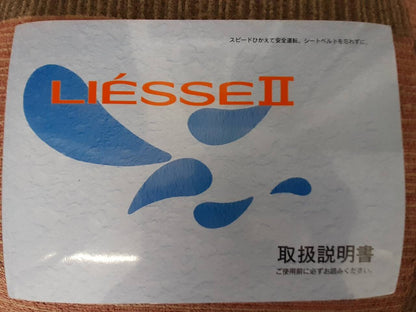 スピードひかえて安全運転。シートベルトを忘れずに
LIÉSSEⅡ
取扱説明書
ご使用前に必ずお読みください。